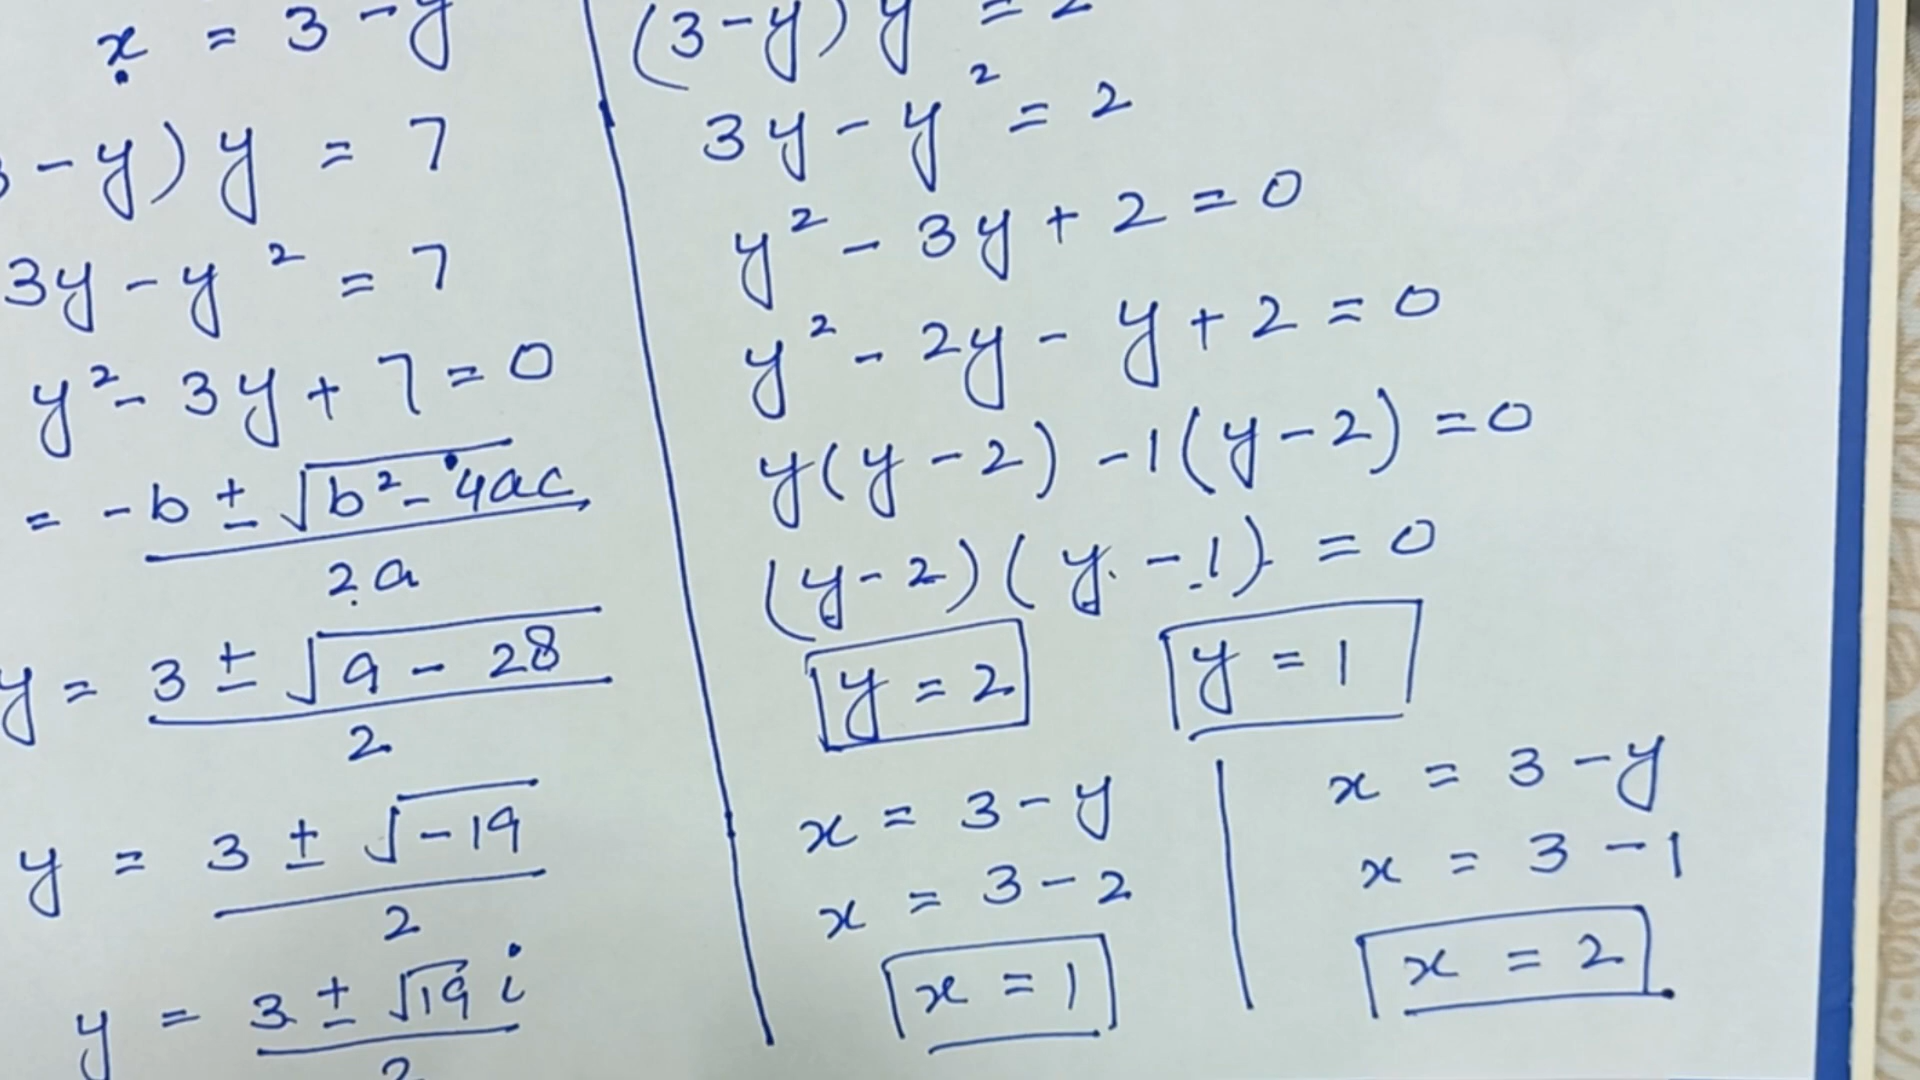 x = 3 - y
3 - y) y = 7
3y - y² = 7
y² - 3y + 7 = 0
= -b ± √b² - 4ac
2a
y = 3 ± √9 - 28
2
y = 3 ± √-19
2
y = 3 ± √19 i
2
(3 - y) y = 2
3y - y² = 2
y² - 3y + 2 = 0
y² - 2y - y + 2 = 0
y(y - 2) - 1(y - 2) = 0
(y - 2)(y - 1) = 0
y = 2
y = 1
x = 3 - y
x = 3 - 2
x = 1
x = 3 - y
x = 3 - 1
x = 2